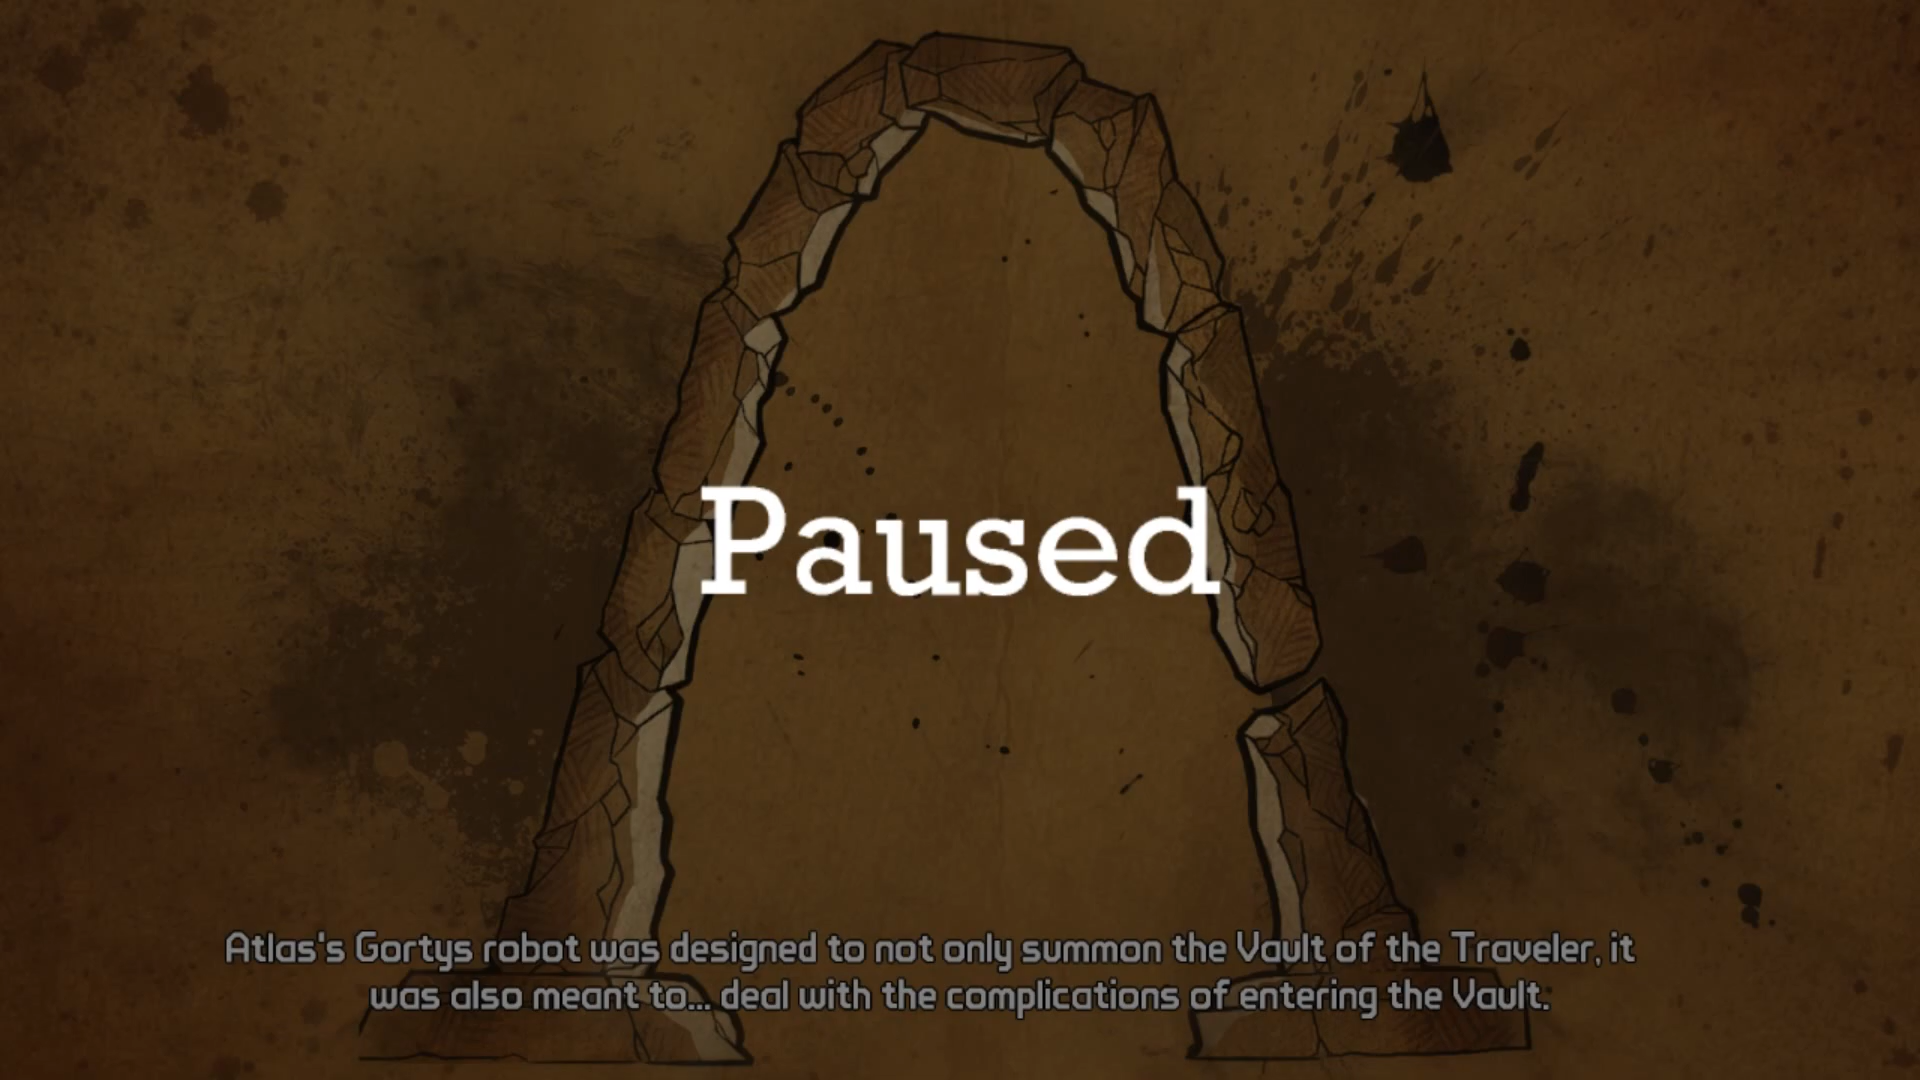 Paused
Atlas's Gortys robot was designed to not only summon the Vault of the Traveler, it
was also meant to... deal with the complications of entering the Vault.